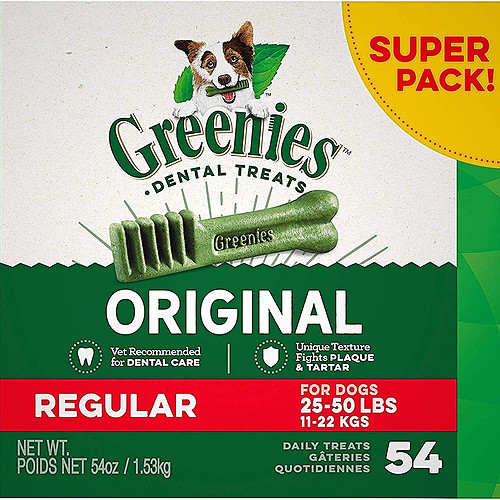 SUPER
PACK!
Greenies™
DENTAL TREATS
Greenies
ORIGINAL
Vet Recommended
for DENTAL CARE
Unique Texture
Fights PLAQUE
& TARTAR
REGULAR
FOR DOGS
25-50 LBS
11-22 KGS
NET WT.
POIDS NET 54oz / 1.53kg
DAILY TREATS
GÂTERIES
QUOTIDIENNES
54